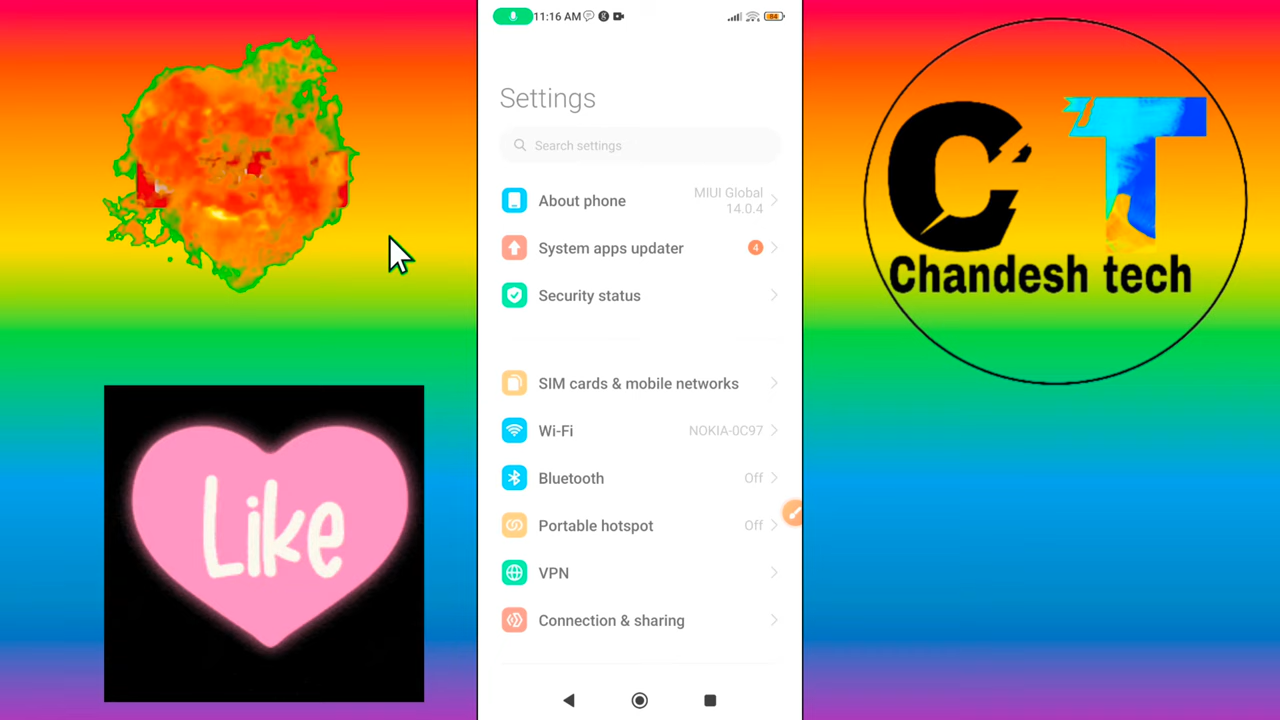 11:16 AM
84
Settings
Search settings
About phone
MIUI Global
14.0.4
System apps updater
4
Security status
SIM cards & mobile networks
Wi-Fi
NOKIA-0C97
Bluetooth
Off
Portable hotspot
Off
VPN
Connection & sharing
Like
CT
Chandesh tech